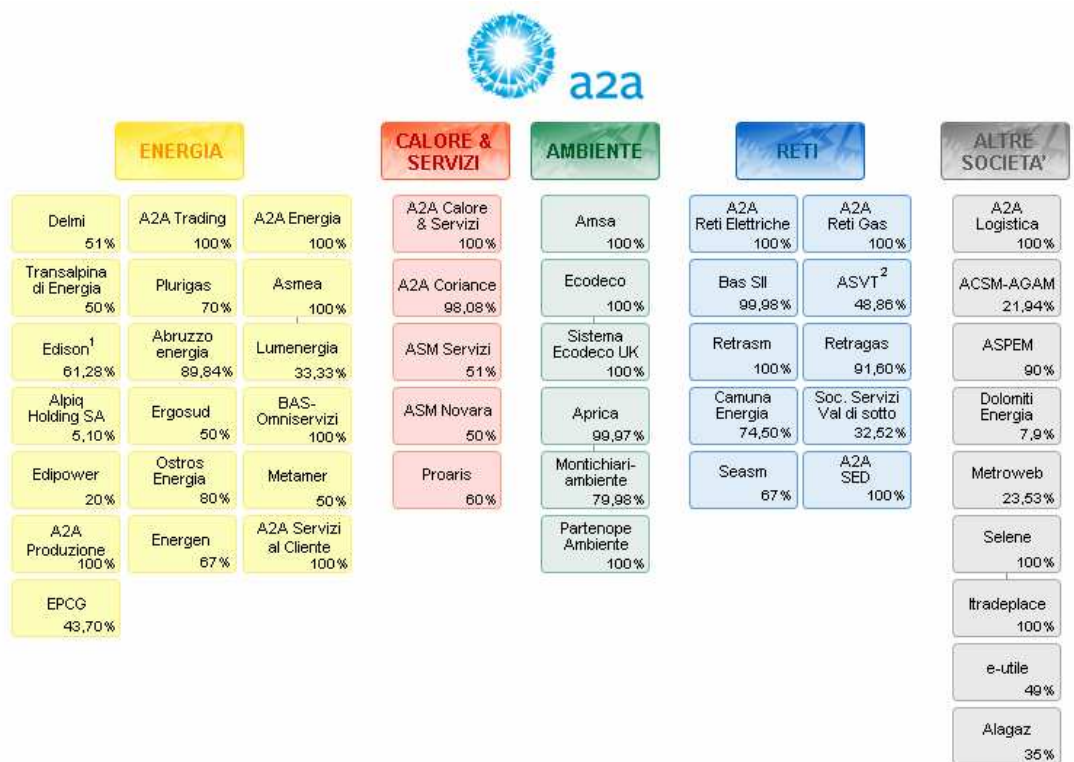 a2a
ENERGIA
Delmi
51%
A2A Trading
100%
A2A Energia
100%
Transalpina
di Energia
50%
Plurigas
70%
Asmea
100%
Edison1
61,28%
Abruzzo
energia
89,84%
Lumenergia
33,33%
Alpiq
Holding SA
5,10%
Ergosud
50%
BAS-
Omniservizi
100%
Edipower
20%
Ostros
Energia
80%
Metamer
50%
A2A
Produzione
100%
Energen
67%
A2A Servizi
al Cliente
100%
EPCG
43,70%
CALORE &
SERVIZI
A2A Calore
& Servizi
100%
A2A Coriance
98,08%
ASM Servizi
51%
ASM Novara
50%
Proaris
60%
AMBIENTE
Amsa
100%
Ecodeco
100%
Sistema
Ecodeco UK
100%
Aprica
99,97%
Montichiari-
ambiente
79,98%
Partenope
Ambiente
100%
RETI
A2A
Reti Elettriche
100%
A2A
Reti Gas
100%
Bas SII
99,98%
ASVT2
48,86%
Retrasm
100%
Retragas
91,60%
Camuna
Energia
74,50%
Soc. Servizi
Val di sotto
32,52%
Seasm
67%
A2A
SED
100%
ALTRE
SOCIETA'
A2A
Logistica
100%
ACSM-AGAM
21,94%
ASPEM
90%
Dolomiti
Energia
7,9%
Metroweb
23,53%
Selene
100%
Itradeplace
100%
e-utile
49%
Alagaz
35%